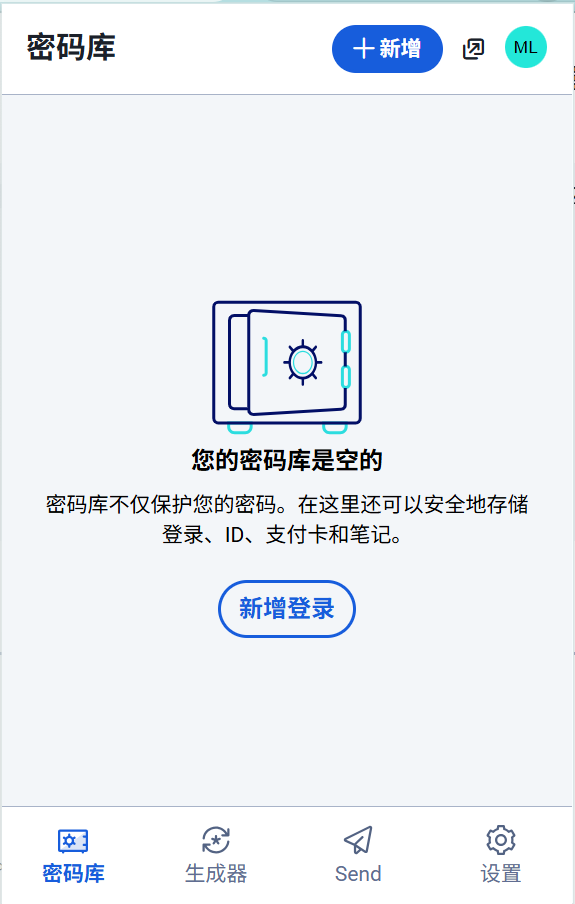 密码库
新增
ML
您的密码库是空的
密码库不仅保护您的密码。在这里还可以安全地存储
登录、ID、支付卡和笔记。
新增登录
密码库
生成器
Send
设置